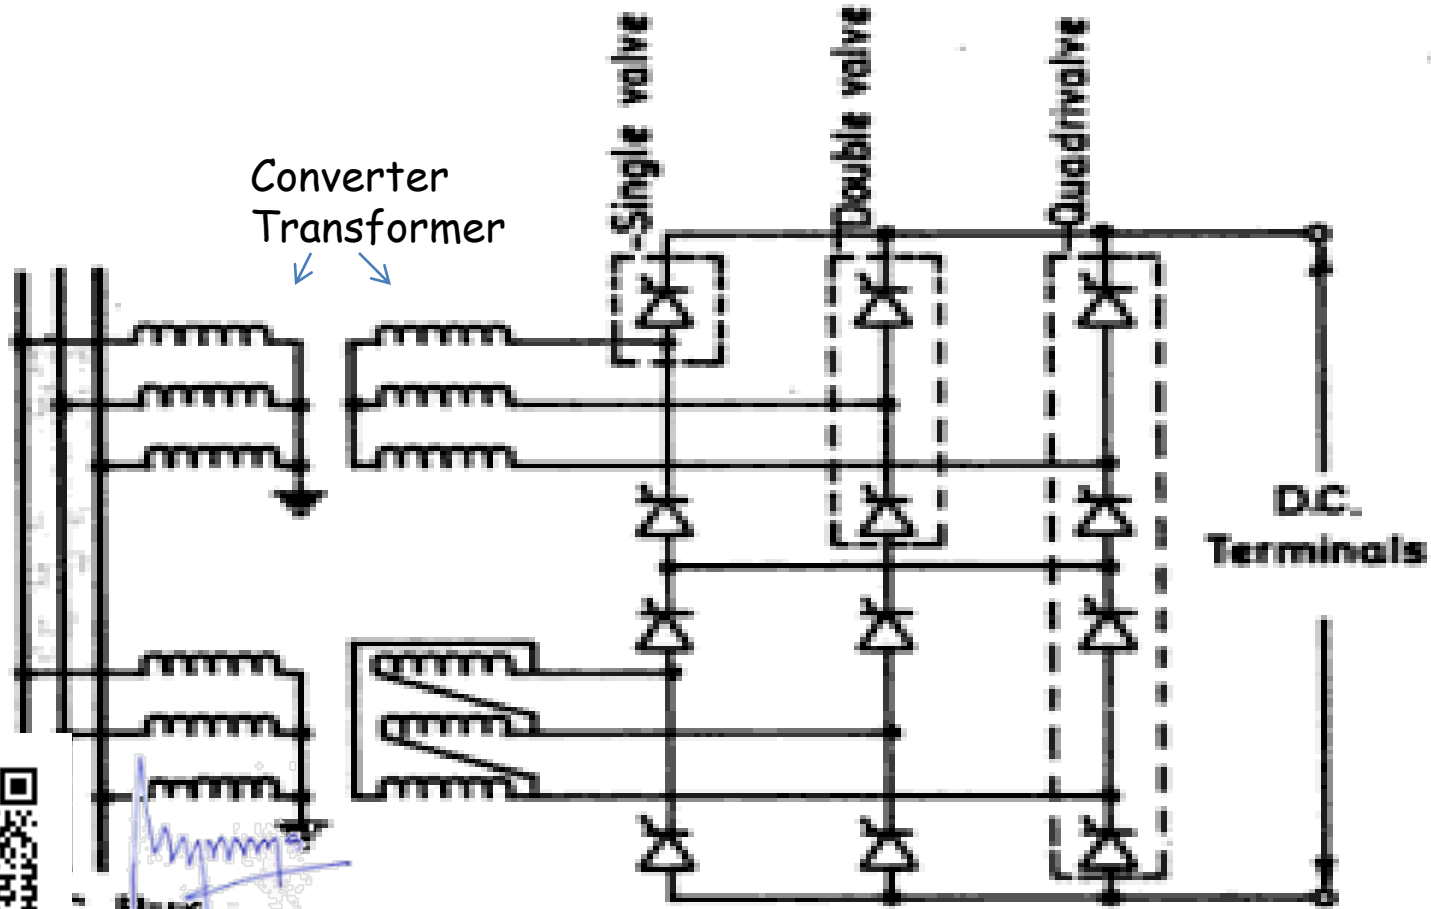 Single valve
Double valve
Quadrivalve
Converter
Transformer
D.C.
Terminals